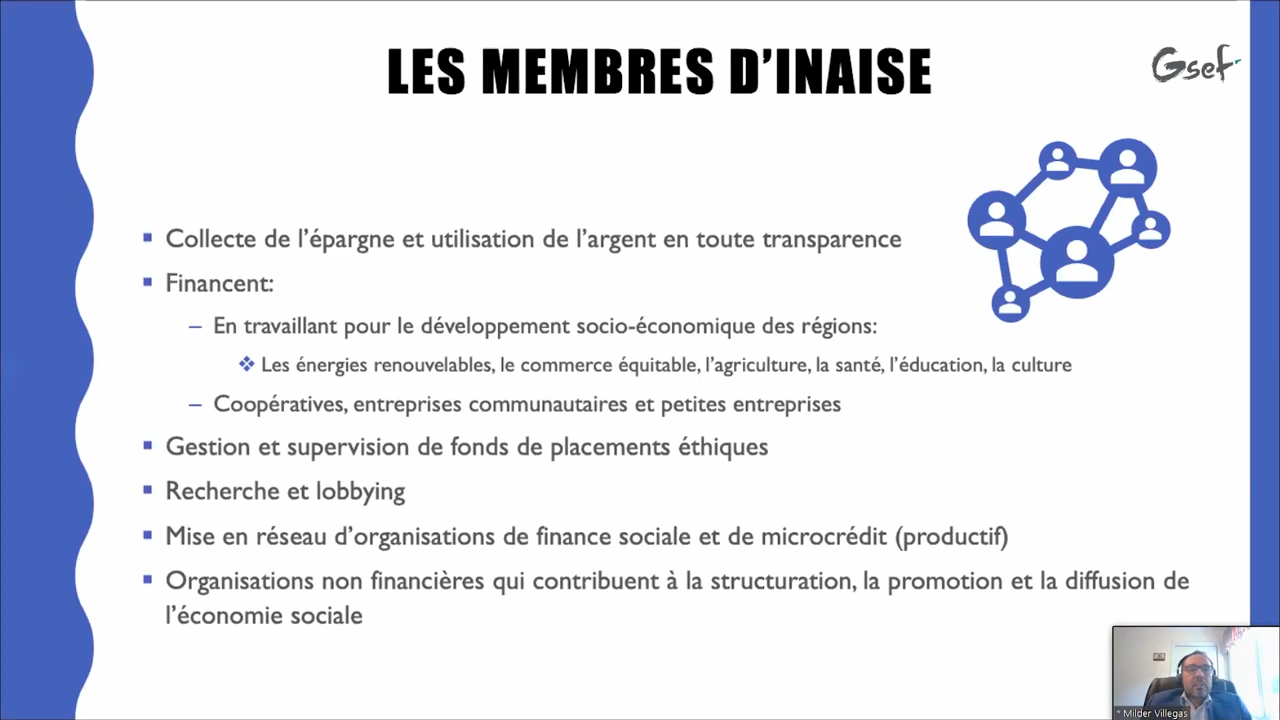 LES MEMBRES D’INAISE
Gsef
▪ Collecte de l’épargne et utilisation de l’argent en toute transparence
▪ Financent:
– En travaillant pour le développement socio-économique des régions:
❖ Les énergies renouvelables, le commerce équitable, l’agriculture, la santé, l’éducation, la culture
– Coopératives, entreprises communautaires et petites entreprises
▪ Gestion et supervision de fonds de placements éthiques
▪ Recherche et lobbying
▪ Mise en réseau d’organisations de finance sociale et de microcrédit (productif)
▪ Organisations non financières qui contribuent à la structuration, la promotion et la diffusion de
l’économie sociale
* Milder Villegas